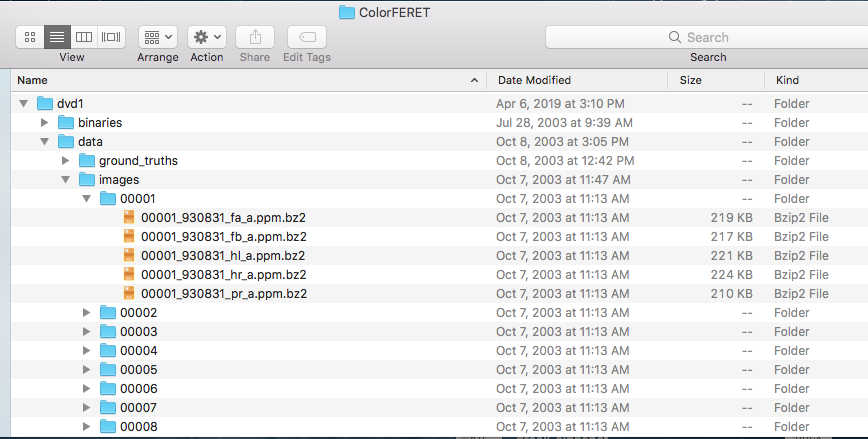 ColorFERET
Search
View Arrange Action Share Edit Tags Search
Name Date Modified Size Kind
dvd1 Apr 6, 2019 at 3:10 PM -- Folder
binaries Jul 28, 2003 at 9:39 AM -- Folder
data Oct 8, 2003 at 3:05 PM -- Folder
ground_truths Oct 8, 2003 at 12:42 PM -- Folder
images Oct 7, 2003 at 11:47 AM -- Folder
00001 Oct 7, 2003 at 11:13 AM -- Folder
00001_930831_fa_a.ppm.bz2 Oct 7, 2003 at 11:13 AM 219 KB Bzip2 File
00001_930831_fb_a.ppm.bz2 Oct 7, 2003 at 11:13 AM 217 KB Bzip2 File
00001_930831_hl_a.ppm.bz2 Oct 7, 2003 at 11:13 AM 221 KB Bzip2 File
00001_930831_hr_a.ppm.bz2 Oct 7, 2003 at 11:13 AM 224 KB Bzip2 File
00001_930831_pr_a.ppm.bz2 Oct 7, 2003 at 11:13 AM 210 KB Bzip2 File
00002 Oct 7, 2003 at 11:13 AM -- Folder
00003 Oct 7, 2003 at 11:13 AM -- Folder
00004 Oct 7, 2003 at 11:13 AM -- Folder
00005 Oct 7, 2003 at 11:13 AM -- Folder
00006 Oct 7, 2003 at 11:13 AM -- Folder
00007 Oct 7, 2003 at 11:13 AM -- Folder
00008 Oct 7, 2003 at 11:13 AM -- Folder